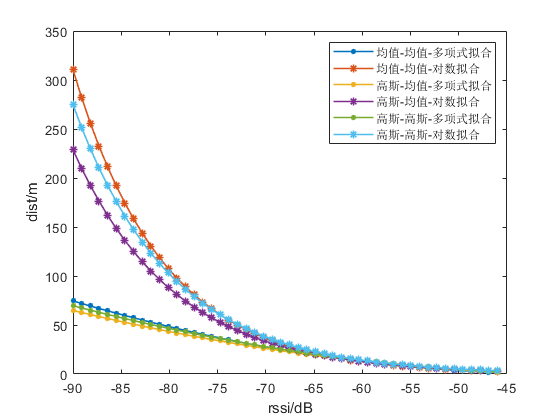 350
300
250
200
150
100
50
0
dist/m
-90
-85
-80
-75
-70
-65
-60
-55
-50
-45
rssi/dB
均值-均值-多项式拟合
均值-均值-对数拟合
高斯-均值-多项式拟合
高斯-均值-对数拟合
高斯-高斯-多项式拟合
高斯-高斯-对数拟合